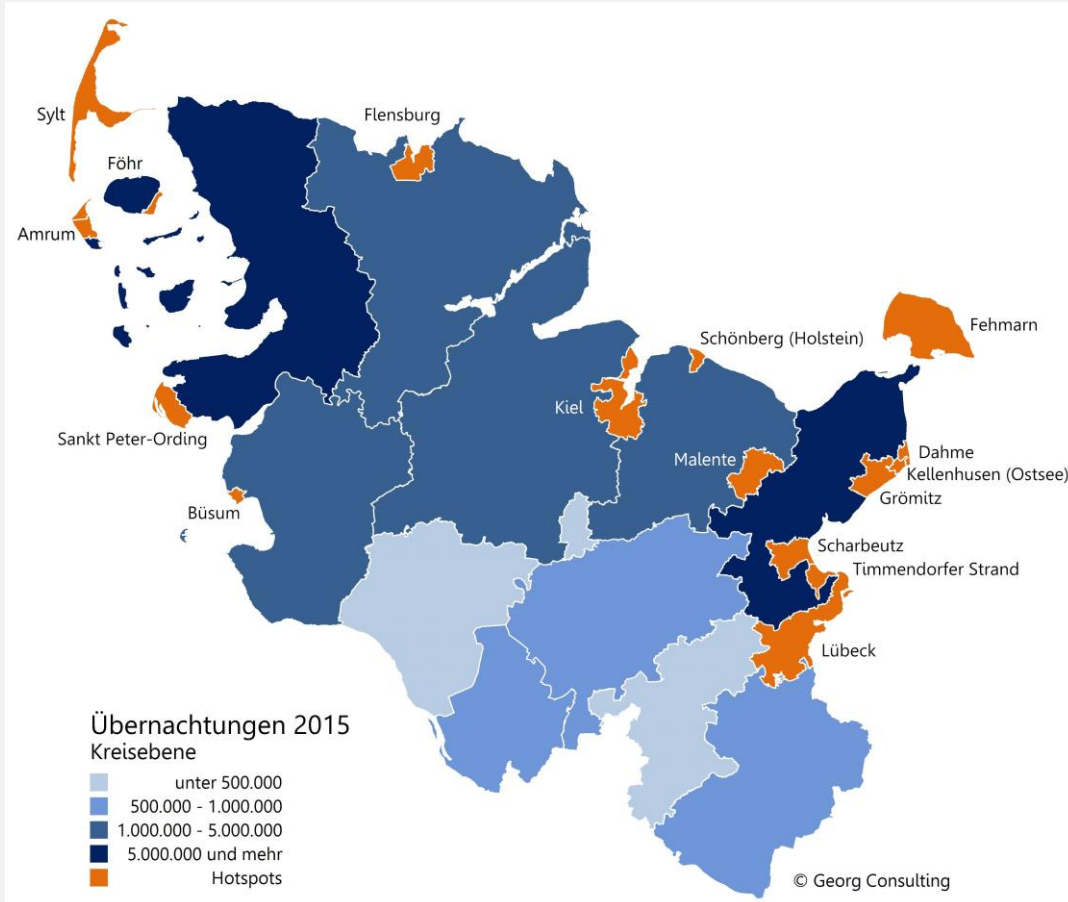 Sylt
Flensburg
Föhr
Amrum
Fehmarn
Schönberg (Holstein)
Kiel
Sankt Peter-Ording
Malente
Dahme
Kellenhusen (Ostsee)
Grömitz
Büsum
Scharbeutz
Timmendorfer Strand
Lübeck
Übernachtungen 2015
Kreisebene
unter 500.000
500.000 - 1.000.000
1.000.000 - 5.000.000
5.000.000 und mehr
Hotspots
© Georg Consulting